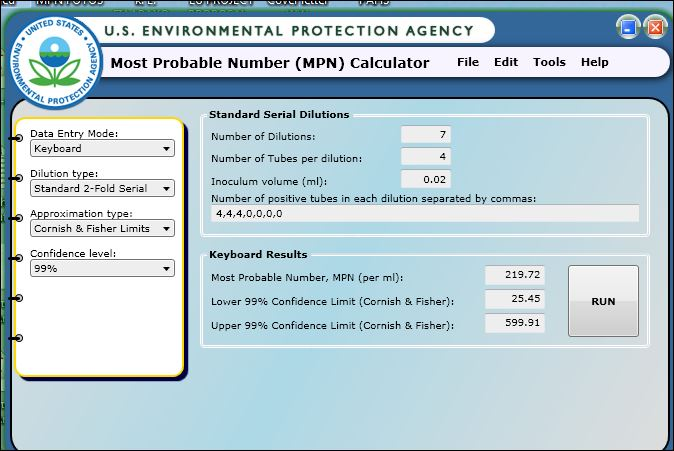 MPN FOTOS
UNITED STATES
ENVIRONMENTAL PROTECTION AGENCY
U.S. ENVIRONMENTAL PROTECTION AGENCY
Most Probable Number (MPN) Calculator
File Edit Tools Help
Data Entry Mode:
Keyboard
Dilution type:
Standard 2-Fold Serial
Approximation type:
Cornish & Fisher Limits
Confidence level:
99%
Standard Serial Dilutions
Number of Dilutions: 7
Number of Tubes per dilution: 4
Inoculum volume (ml): 0.02
Number of positive tubes in each dilution separated by commas:
4,4,4,0,0,0,0
Keyboard Results
Most Probable Number, MPN (per ml): 219.72
Lower 99% Confidence Limit (Cornish & Fisher): 25.45
Upper 99% Confidence Limit (Cornish & Fisher): 599.91
RUN